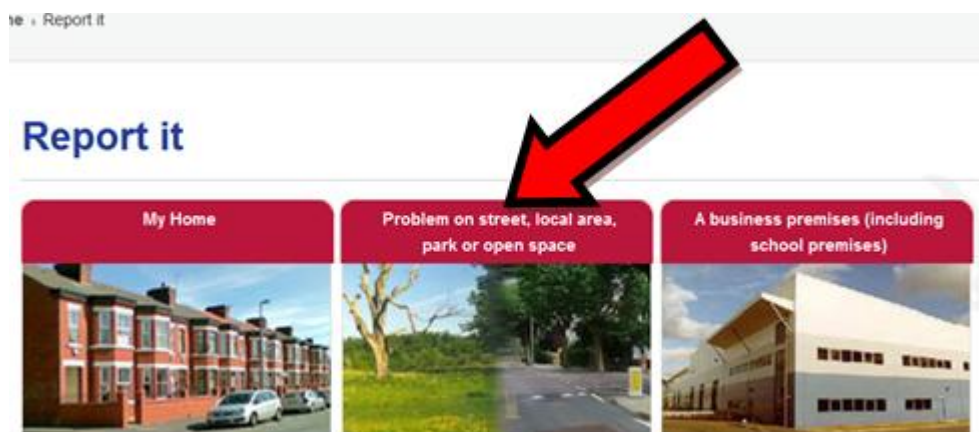 Report it
Report it
My Home
Problem on street, local area,
park or open space
A business premises (including
school premises)